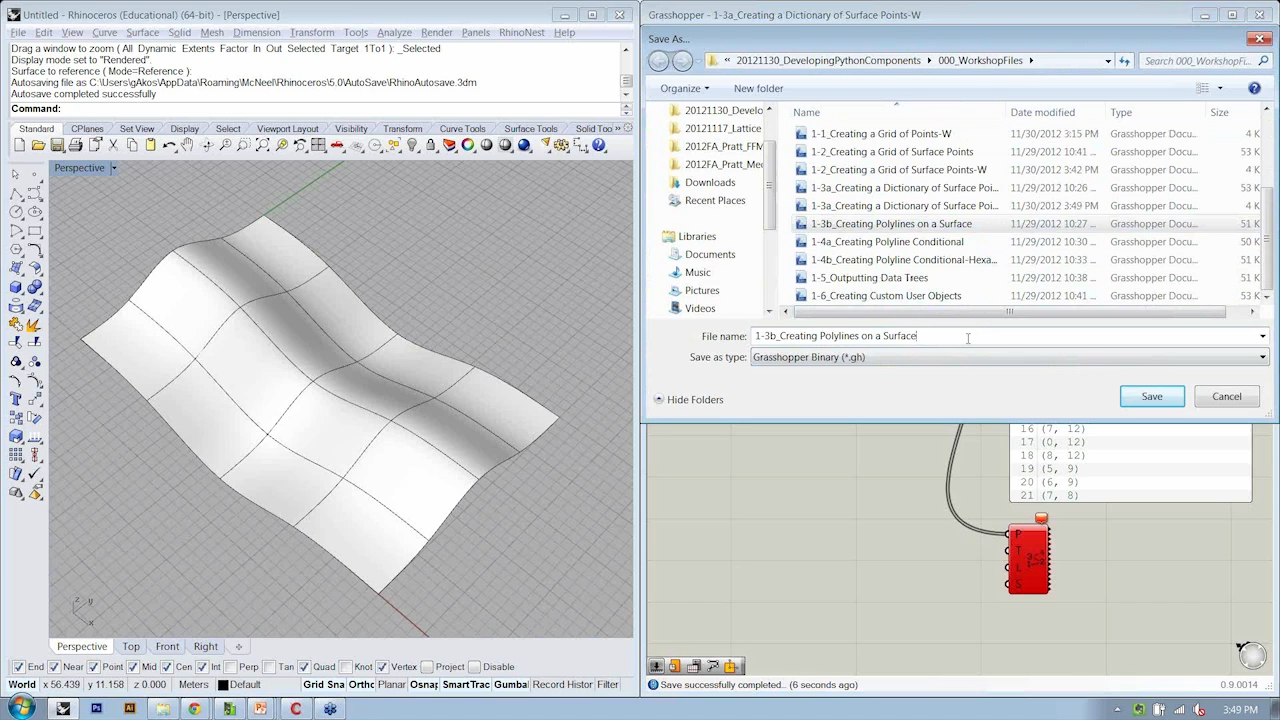 Untitled - Rhinoceros (Educational) (64-bit) - [Perspective]
File Edit View Curve Surface Solid Mesh Dimension Transform Tools Analyze Render Panels RhinoNest Help
Drag a window to zoom ( All Dynamic Extents Factor In Out Selected Target 1To1 ): _Selected
Display mode set to "Rendered".
Surface to reference ( Mode=Reference ):
Autosaving file as C:\Users\gAkos\AppData\Roaming\McNeel\Rhinoceros\5.0\AutoSave\RhinoAutosave.3dm
Autosave completed successfully
Command:
Standard CPlanes Set View Display Select Viewport Layout Visibility Transform Curve Tools Surface Tools Solid Too »
Perspective
z y
x
Perspective Top Front Right
End Near Point Mid Cen Int Perp Tan Quad Knot Vertex Project Disable
World x 56.439 y 11.158 z 0.000 Meters Default Grid Sna Ortho Planar Osnap SmartTrac Gumbal Record Histor Filter
Grasshopper - 1-3a_Creating a Dictionary of Surface Points-W
Save As...
« 20121130_DevelopingPythonComponents 000_WorkshopFiles Search 000_WorkshopFi...
Organize New folder
20121130_Develo
20121117_Lattic
2012FA_Pratt_FFM
2012FA_Pratt_Med
Downloads
Recent Places
Libraries
Documents
Music
Pictures
Videos
Name Date modified Type Size
1-1_Creating a Grid of Points-W 11/30/2012 3:15 PM Grasshopper Docu... 4 K
1-2_Creating a Grid of Surface Points 11/29/2012 10:41 ... Grasshopper Docu... 53 K
1-2_Creating a Grid of Surface Points-W 11/30/2012 3:42 PM Grasshopper Docu... 4 K
1-3a_Creating a Dictionary of Surface Poi... 11/29/2012 10:26 ... Grasshopper Docu... 53 K
1-3a_Creating a Dictionary of Surface Poi... 11/30/2012 3:49 PM Grasshopper Docu... 4 K
1-3b_Creating Polylines on a Surface 11/29/2012 10:27 ... Grasshopper Docu... 51 K
1-4a_Creating Polyline Conditional 11/29/2012 10:30 ... Grasshopper Docu... 50 K
1-4b_Creating Polyline Conditional-Hexa... 11/29/2012 10:33 ... Grasshopper Docu... 51 K
1-5_Outputting Data Trees 11/29/2012 10:38 ... Grasshopper Docu... 51 K
1-6_Creating Custom User Objects 11/29/2012 10:41 ... Grasshopper Docu... 53 K
File name: 1-3b_Creating Polylines on a Surface
Save as type: Grasshopper Binary (*.gh)
Hide Folders Save Cancel
16 (7, 12)
17 (0, 12)
18 (8, 12)
19 (5, 9)
20 (6, 9)
21 (7, 8)
P
T
L
S
Save successfully completed... (6 seconds ago) 0.9.0014
3:49 PM